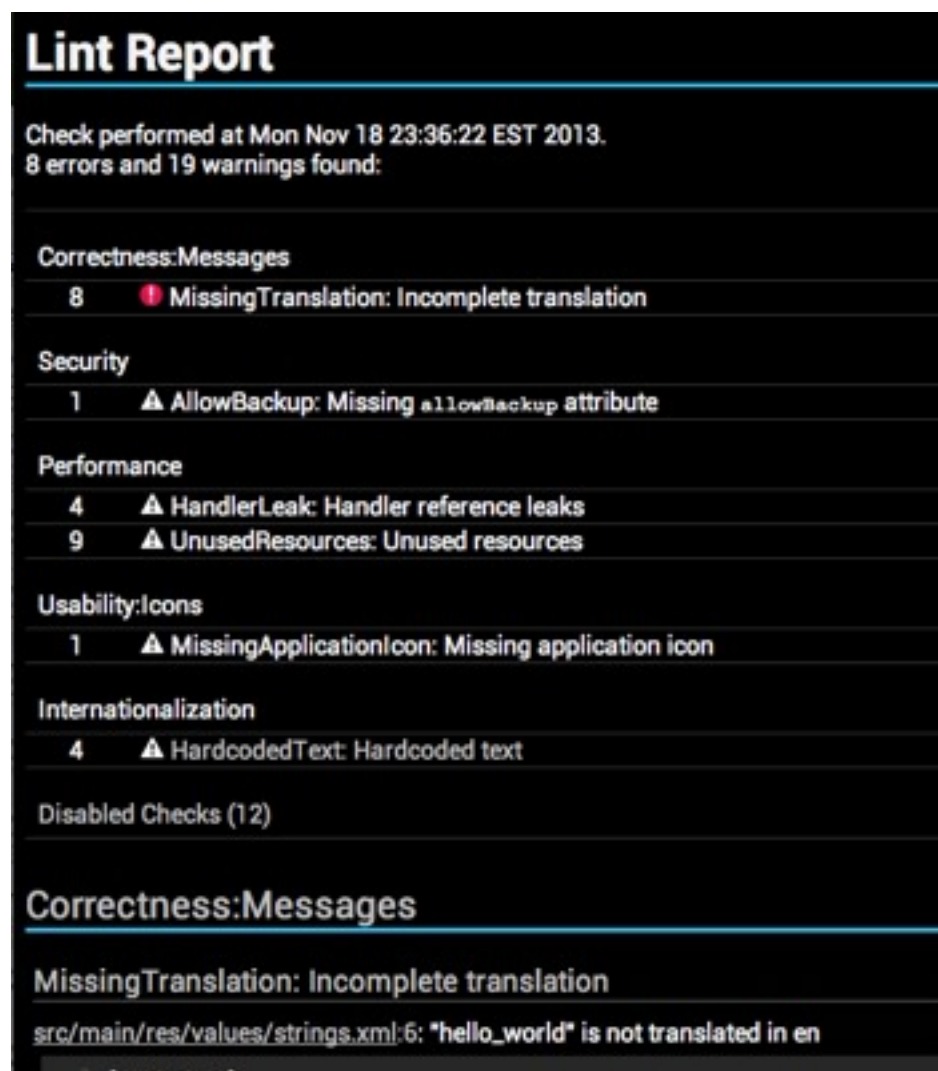 Lint Report
Check performed at Mon Nov 18 23:36:22 EST 2013.
8 errors and 19 warnings found:
Correctness:Messages
8 MissingTranslation: Incomplete translation
Security
1 AllowBackup: Missing allowBackup attribute
Performance
4 HandlerLeak: Handler reference leaks
9 UnusedResources: Unused resources
Usability:Icons
1 MissingApplicationIcon: Missing application icon
Internationalization
4 HardcodedText: Hardcoded text
Disabled Checks (12)
Correctness:Messages
MissingTranslation: Incomplete translation
src/main/res/values/strings.xml:6: "hello_world" is not translated in en